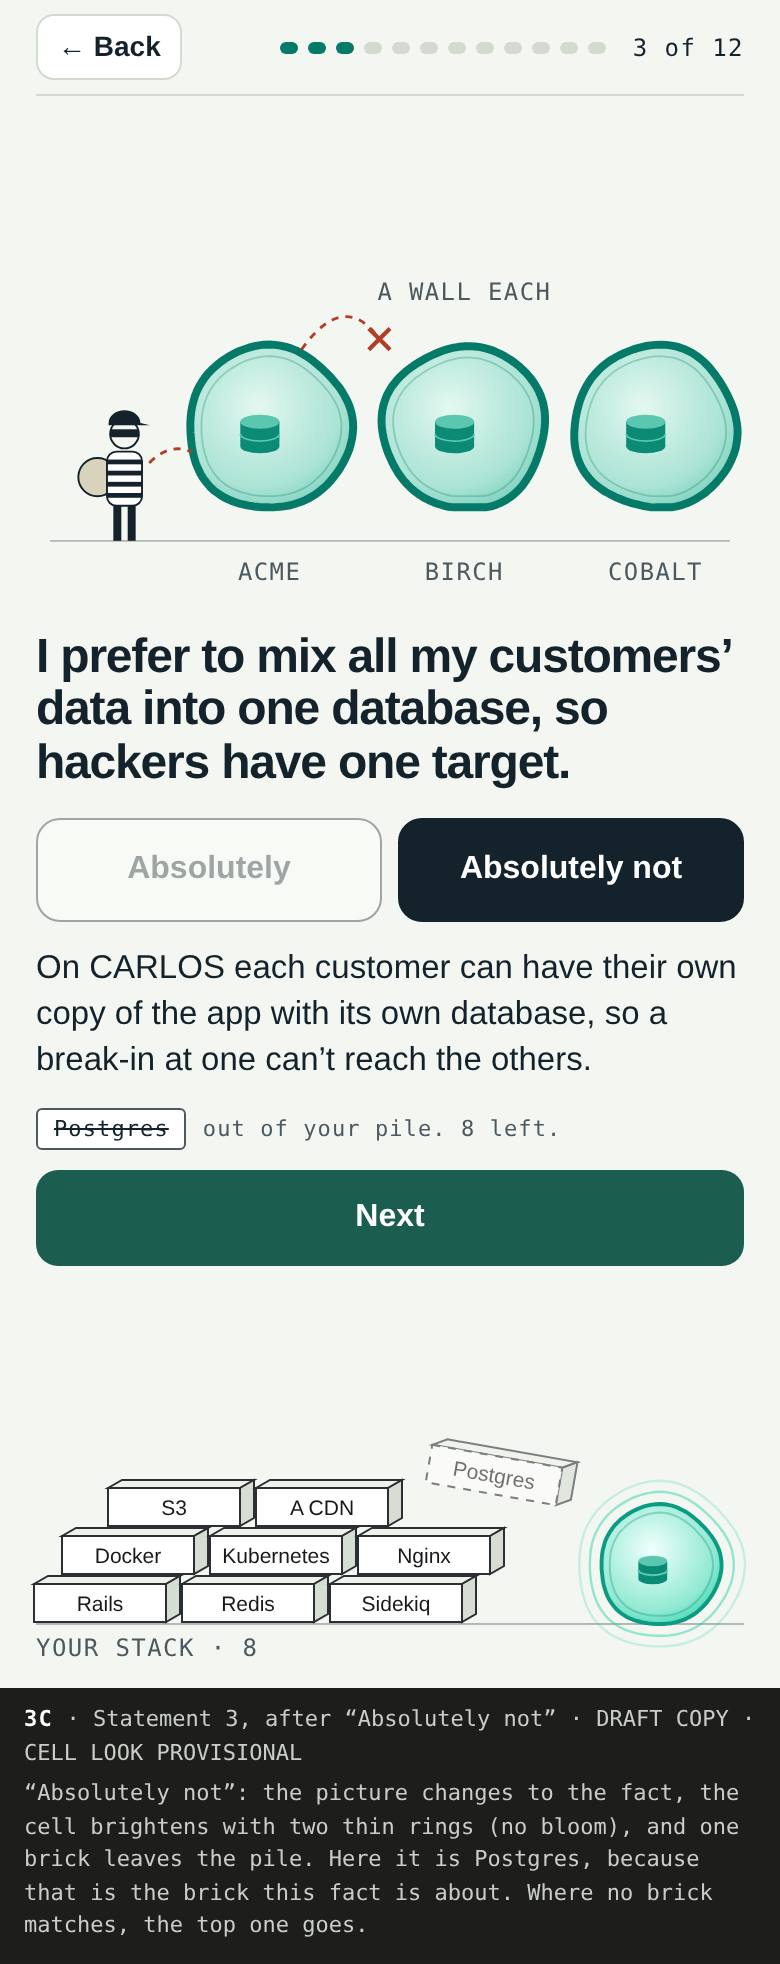 ← Back
3 of 12
A WALL EACH
ACME BIRCH COBALT
I prefer to mix all my customers’
data into one database, so
hackers have one target.
Absolutely
Absolutely not
On CARLOS each customer can have their own
copy of the app with its own database, so a
break-in at one can’t reach the others.
Postgres out of your pile. 8 left.
Next
Postgres
S3 A CDN
Docker Kubernetes Nginx
Rails Redis Sidekiq
YOUR STACK · 8
3C · Statement 3, after “Absolutely not” · DRAFT COPY ·
CELL LOOK PROVISIONAL
“Absolutely not”: the picture changes to the fact, the
cell brightens with two thin rings (no bloom), and one
brick leaves the pile. Here it is Postgres, because
that is the brick this fact is about. Where no brick
matches, the top one goes.